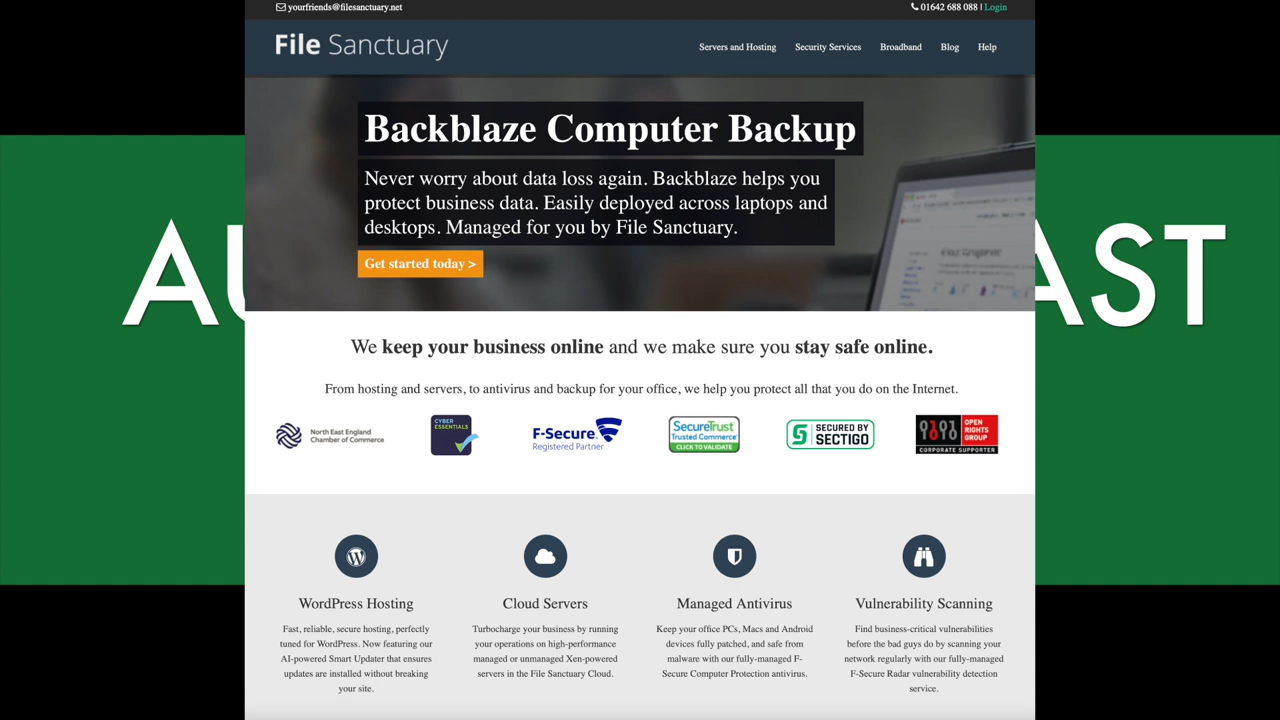 yourfriends@filesanctuary.net
01642 688 088 | Login
File Sanctuary
Servers and Hosting
Security Services
Broadband
Blog
Help
Backblaze Computer Backup
Never worry about data loss again. Backblaze helps you
protect business data. Easily deployed across laptops and
desktops. Managed for you by File Sanctuary.
Get started today >
AU
AST
We keep your business online and we make sure you stay safe online.
From hosting and servers, to antivirus and backup for your office, we help you protect all that you do on the Internet.
North East England
Chamber of Commerce
CYBER
ESSENTIALS
F-Secure.
Registered Partner
SecureTrust
Trusted Commerce
CLICK TO VALIDATE
SECURED BY
SECTIGO
OPEN
RIGHTS
GROUP
CORPORATE SUPPORTER
WordPress Hosting
Fast, reliable, secure hosting, perfectly
tuned for WordPress. Now featuring our
AI-powered Smart Updater that ensures
updates are installed without breaking
your site.
Cloud Servers
Turbocharge your business by running
your operations on high-performance
managed or unmanaged Xen-powered
servers in the File Sanctuary Cloud.
Managed Antivirus
Keep your office PCs, Macs and Android
devices fully patched, and safe from
malware with our fully-managed F-
Secure Computer Protection antivirus.
Vulnerability Scanning
Find business-critical vulnerabilities
before the bad guys do by scanning your
network regularly with our fully-managed
F-Secure Radar vulnerability detection
service.